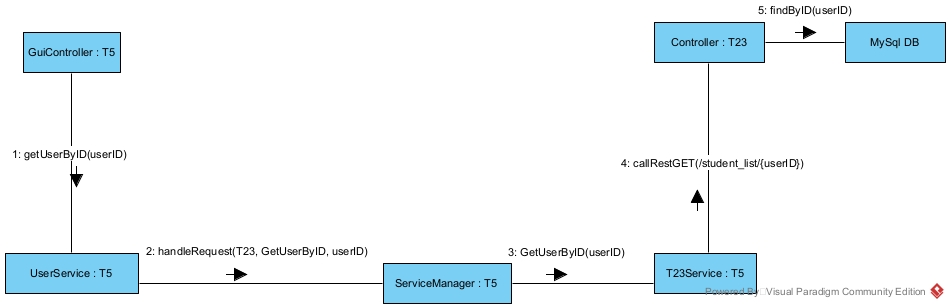 5: findByID(userID)
GuiController : T5
Controller : T23
MySql DB
1: getUserByID(userID)
4: callRestGET(/student_list/{userID})
2: handleRequest(T23, GetUserByID, userID)
3: GetUserByID(userID)
UserService : T5
ServiceManager : T5
T23Service : T5
Powered By Visual Paradigm Community Edition